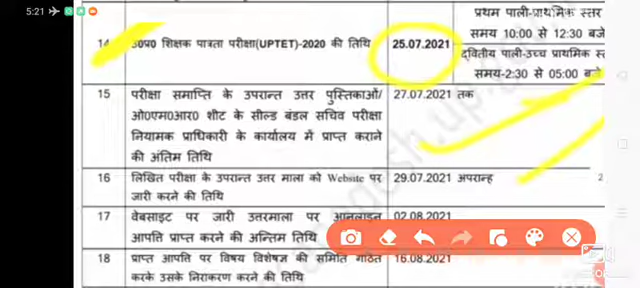 5:21
प्रथम पाली-प्राथमिक स्तर
समय 10:00 से 12:30 बजे
14 उ0प्र0 शिक्षक पात्रता परीक्षा(UPTET)-2020 की तिथि 25.07.2021
द्वितीय पाली-उच्च प्राथमिक स्त
समय-2:30 से 05:00 बजे
15 परीक्षा समाप्ति के उपरान्त उत्तर पुस्तिकाओं/ 27.07.2021 तक
ओ0एम0आर0 शीट के सील्ड बंडल सचिव परीक्षा
नियामक प्राधिकारी के कार्यालय में प्राप्त कराने
की अंतिम तिथि
16 लिखित परीक्षा के उपरान्त उत्तर माला को Website पर 29.07.2021 अपरान्ह
जारी करने की तिथि
17 वेबसाइट पर जारी उत्तरमाला पर आनलाइन 02.08.2021
आपत्ति प्राप्त करने की अन्तिम तिथि
18 प्राप्त आपत्ति पर विषय विशेषज्ञ की समिति गठित 16.08.2021
करके उसके निराकरण करने की तिथि